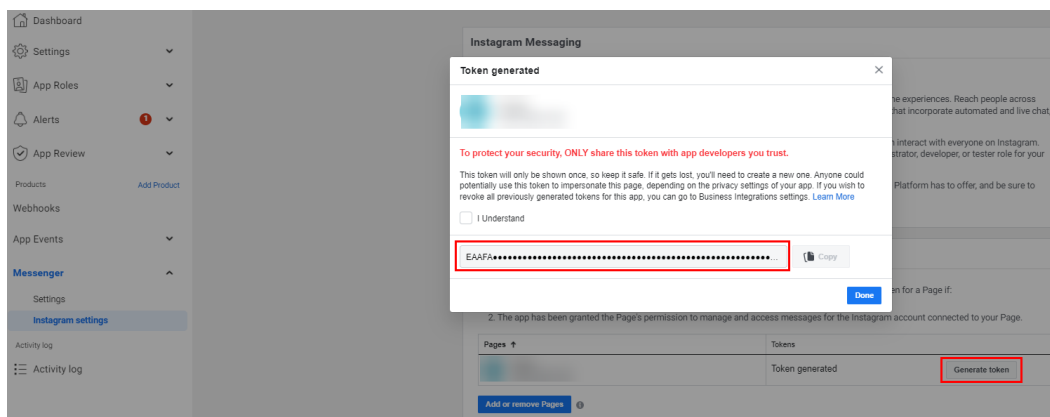 Dashboard
Settings
App Roles
Alerts
1
App Review
Products
Add Product
Webhooks
App Events
Messenger
Settings
Instagram settings
Activity log
Activity log
Instagram Messaging
Token generated
To protect your security, ONLY share this token with app developers you trust.
This token will only be shown once, so keep it safe. If it gets lost, you'll need to create a new one. Anyone could
potentially use this token to impersonate this page, depending on the privacy settings of your app. If you wish to
revoke all previously generated tokens for this app, you can go to Business Integrations settings. Learn More
I Understand
EAAFA•••••••••••••••••••••••••••••••••••••••••••••••••••••••••...
Copy
Done
experiences. Reach people across
that incorporate automated and live chat,
interact with everyone on Instagram.
strator, developer, or tester role for your
Platform has to offer, and be sure to
en for a Page if:
2. The app has been granted the Page's permission to manage and access messages for the Instagram account connected to your Page.
Pages ↑
Tokens
Token generated
Generate token
Add or remove Pages